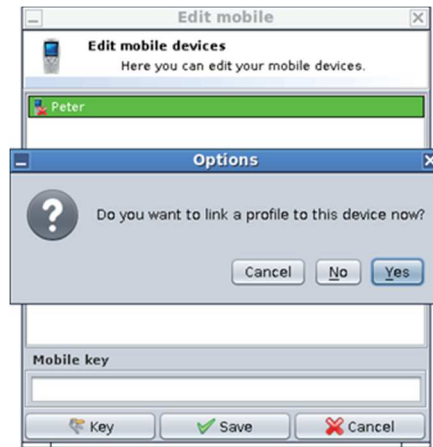 Edit mobile
Edit mobile devices
Here you can edit your mobile devices.
Peter
Options
Do you want to link a profile to this device now?
Cancel No Yes
Mobile key
Key Save Cancel